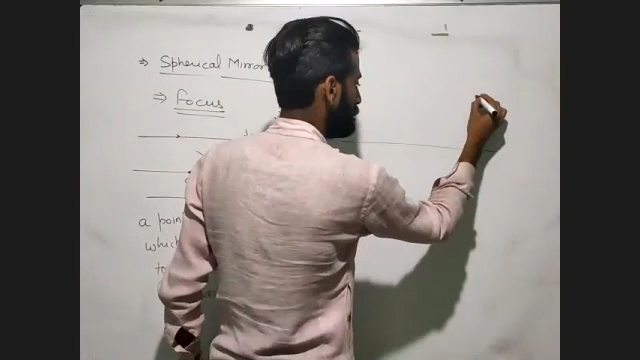 ⇒ Spherical Mirror
⇒ Focus
a poin
which
to